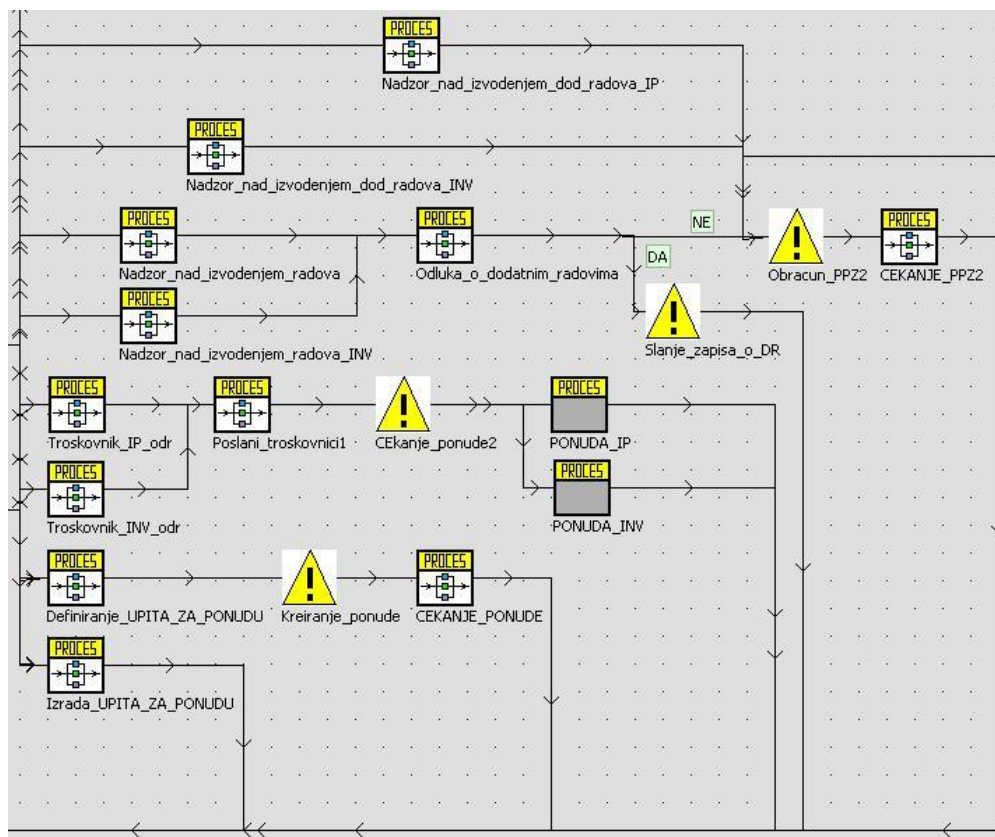 PROCES
Nadzor_nad_izvodenjem_dod_radova_IP
PROCES
Nadzor_nad_izvodenjem_dod_radova_INV
PROCES
Nadzor_nad_izvodenjem_radova
PROCES
Odluka_o_dodatnim_radovima
NE
DA
Obracun_PPZ2
PROCES
CEKANJE_PPZ2
PROCES
Nadzor_nad_izvodenjem_radova_INV
Slanje_zapisa_o_DR
PROCES
Troskovnik_IP_odr
PROCES
Poslani_troskovnici1
CEkanje_ponude2
PROCES
PONUDA_IP
PROCES
Troskovnik_INV_odr
PROCES
PONUDA_INV
PROCES
Definiranje_UPITA_ZA_PONUDU
Kreiranje_ponude
PROCES
CEKANJE_PONUDE
PROCES
Izrada_UPITA_ZA_PONUDU